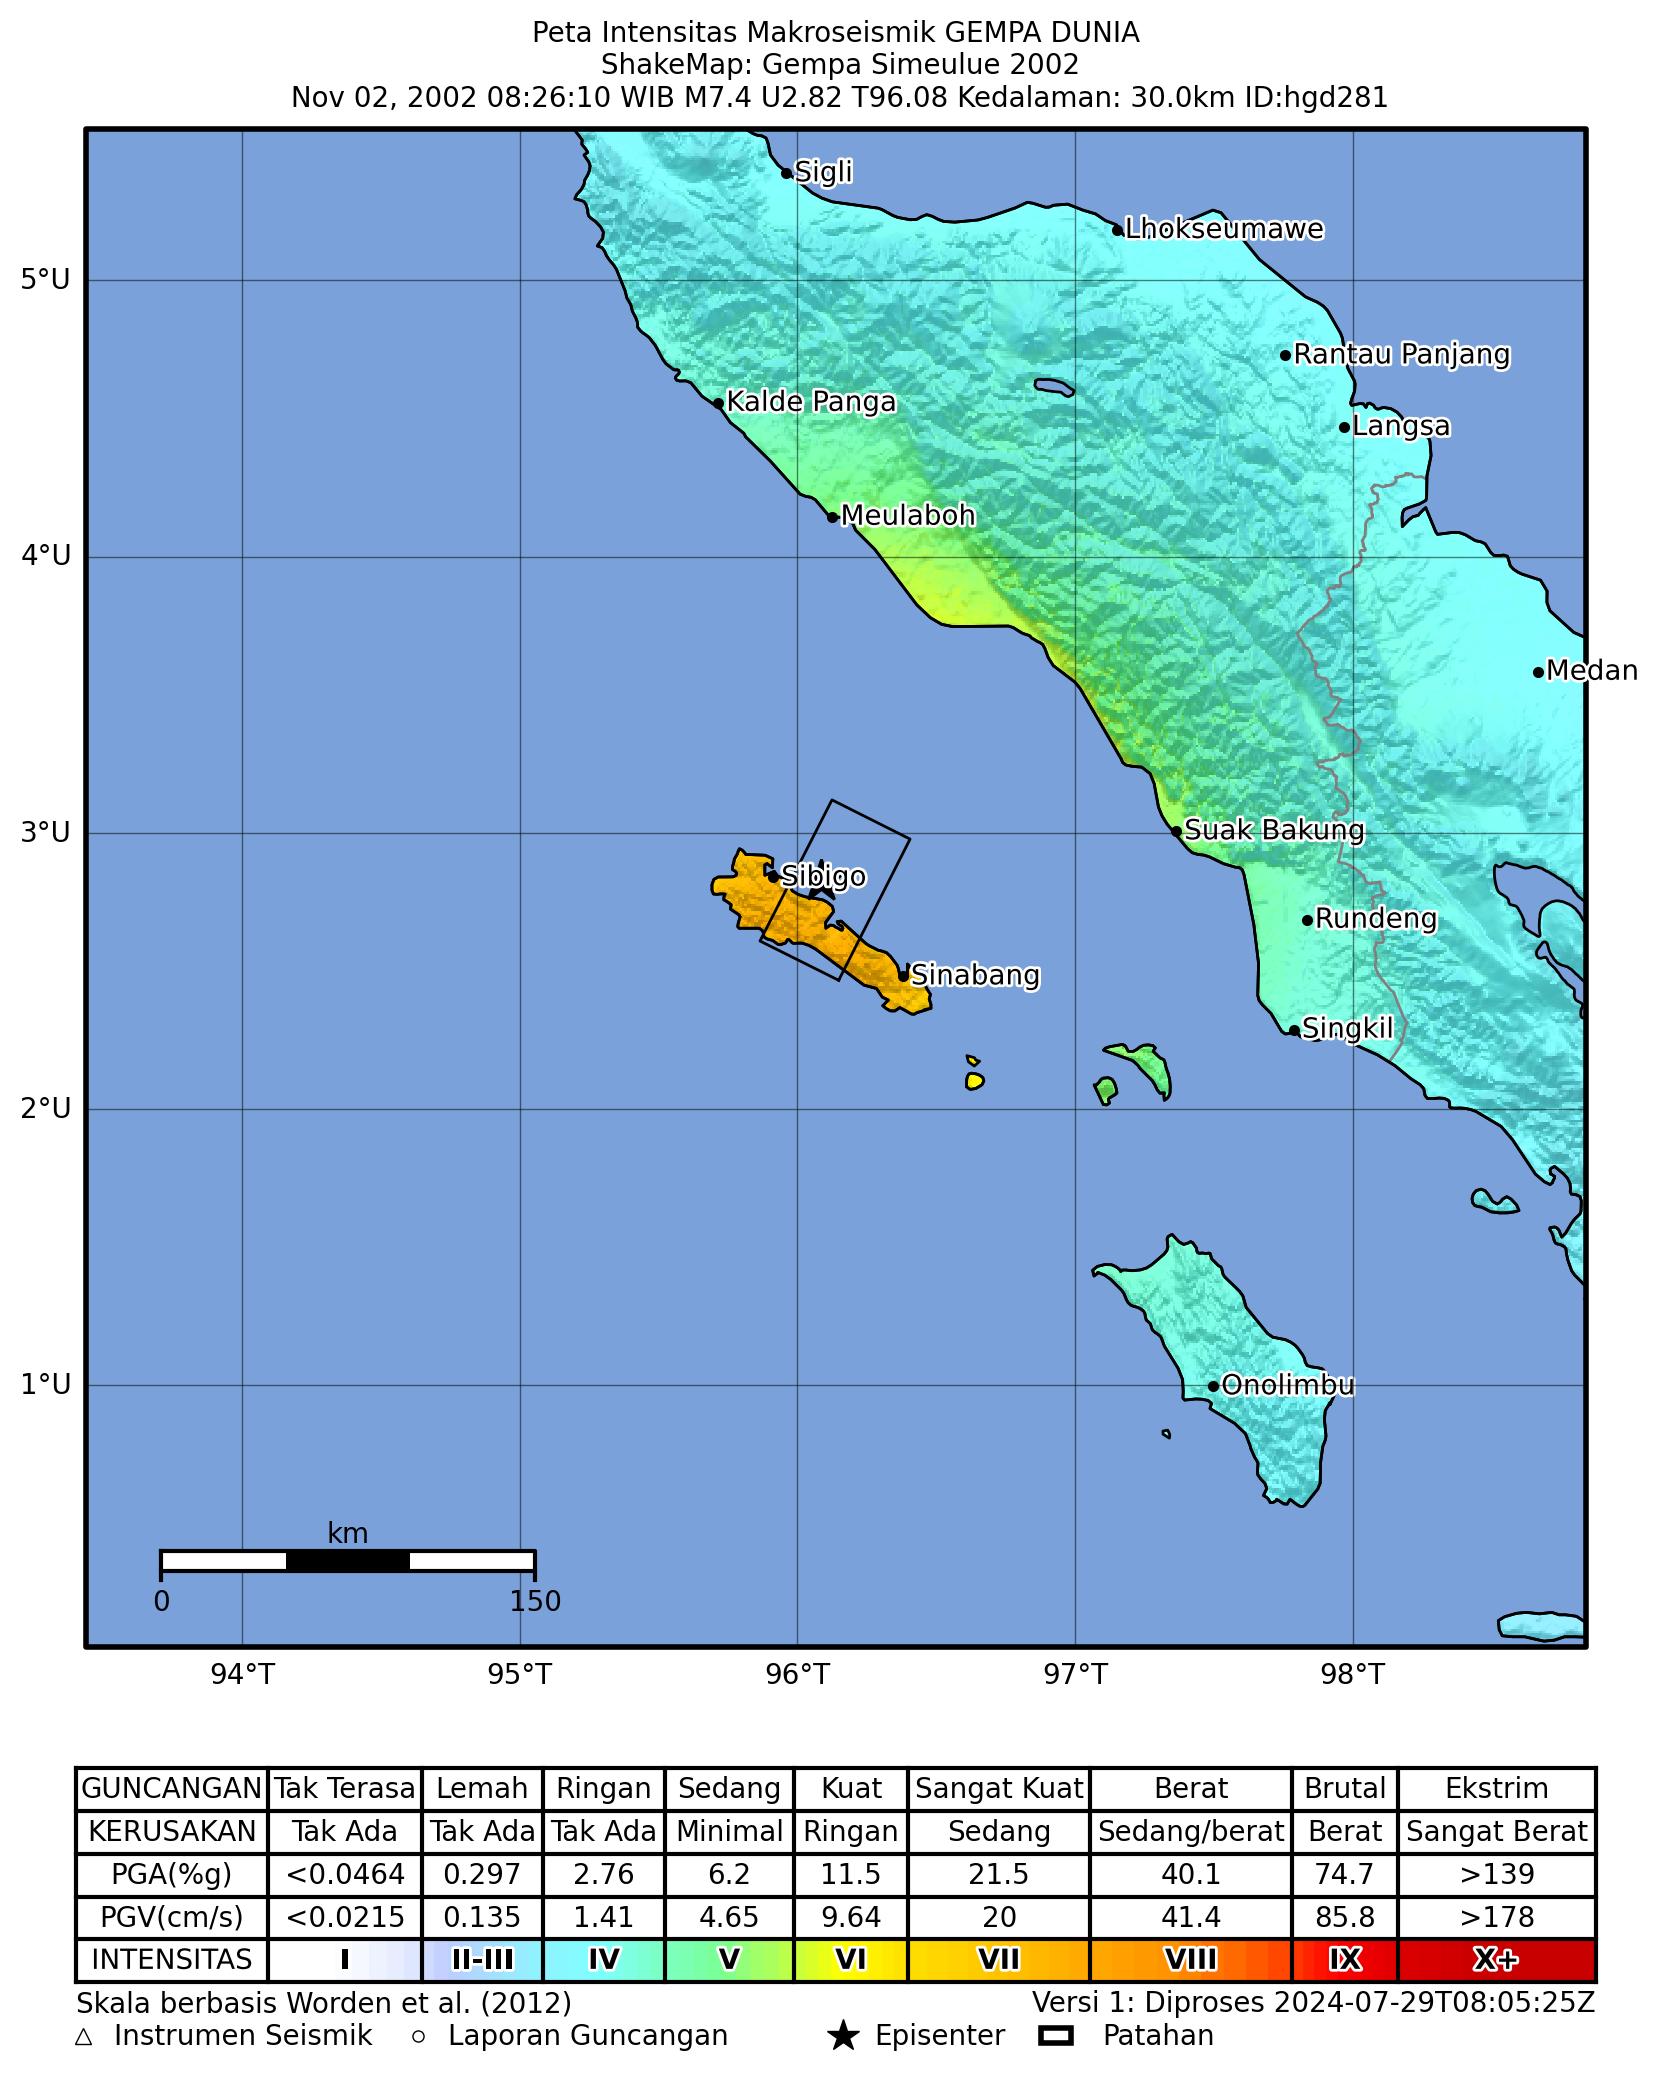 Peta Intensitas Makroseismik GEMPA DUNIA
ShakeMap: Gempa Simeulue 2002
Nov 02, 2002 08:26:10 WIB M7.4 U2.82 T96.08 Kedalaman: 30.0km ID:hgd281
Sigli
Lhokseumawe
5°U
Rantau Panjang
Kalde Panga
Langsa
Meulaboh
4°U
Medan
3°U
Suak Bakung
Sibigo
Rundeng
Sinabang
Singkil
2°U
1°U
Onolimbu
km
0 150
94°T 95°T 96°T 97°T 98°T
GUNCANGAN Tak Terasa Lemah Ringan Sedang Kuat Sangat Kuat Berat Brutal Ekstrim
KERUSAKAN Tak Ada Tak Ada Tak Ada Minimal Ringan Sedang Sedang/berat Berat Sangat Berat
PGA(%g) <0.0464 0.297 2.76 6.2 11.5 21.5 40.1 74.7 >139
PGV(cm/s) <0.0215 0.135 1.41 4.65 9.64 20 41.4 85.8 >178
INTENSITAS I II-III IV V VI VII VIII IX X+
Skala berbasis Worden et al. (2012) Versi 1: Diproses 2024-07-29T08:05:25Z
Instrumen Seismik Laporan Guncangan Episenter Patahan